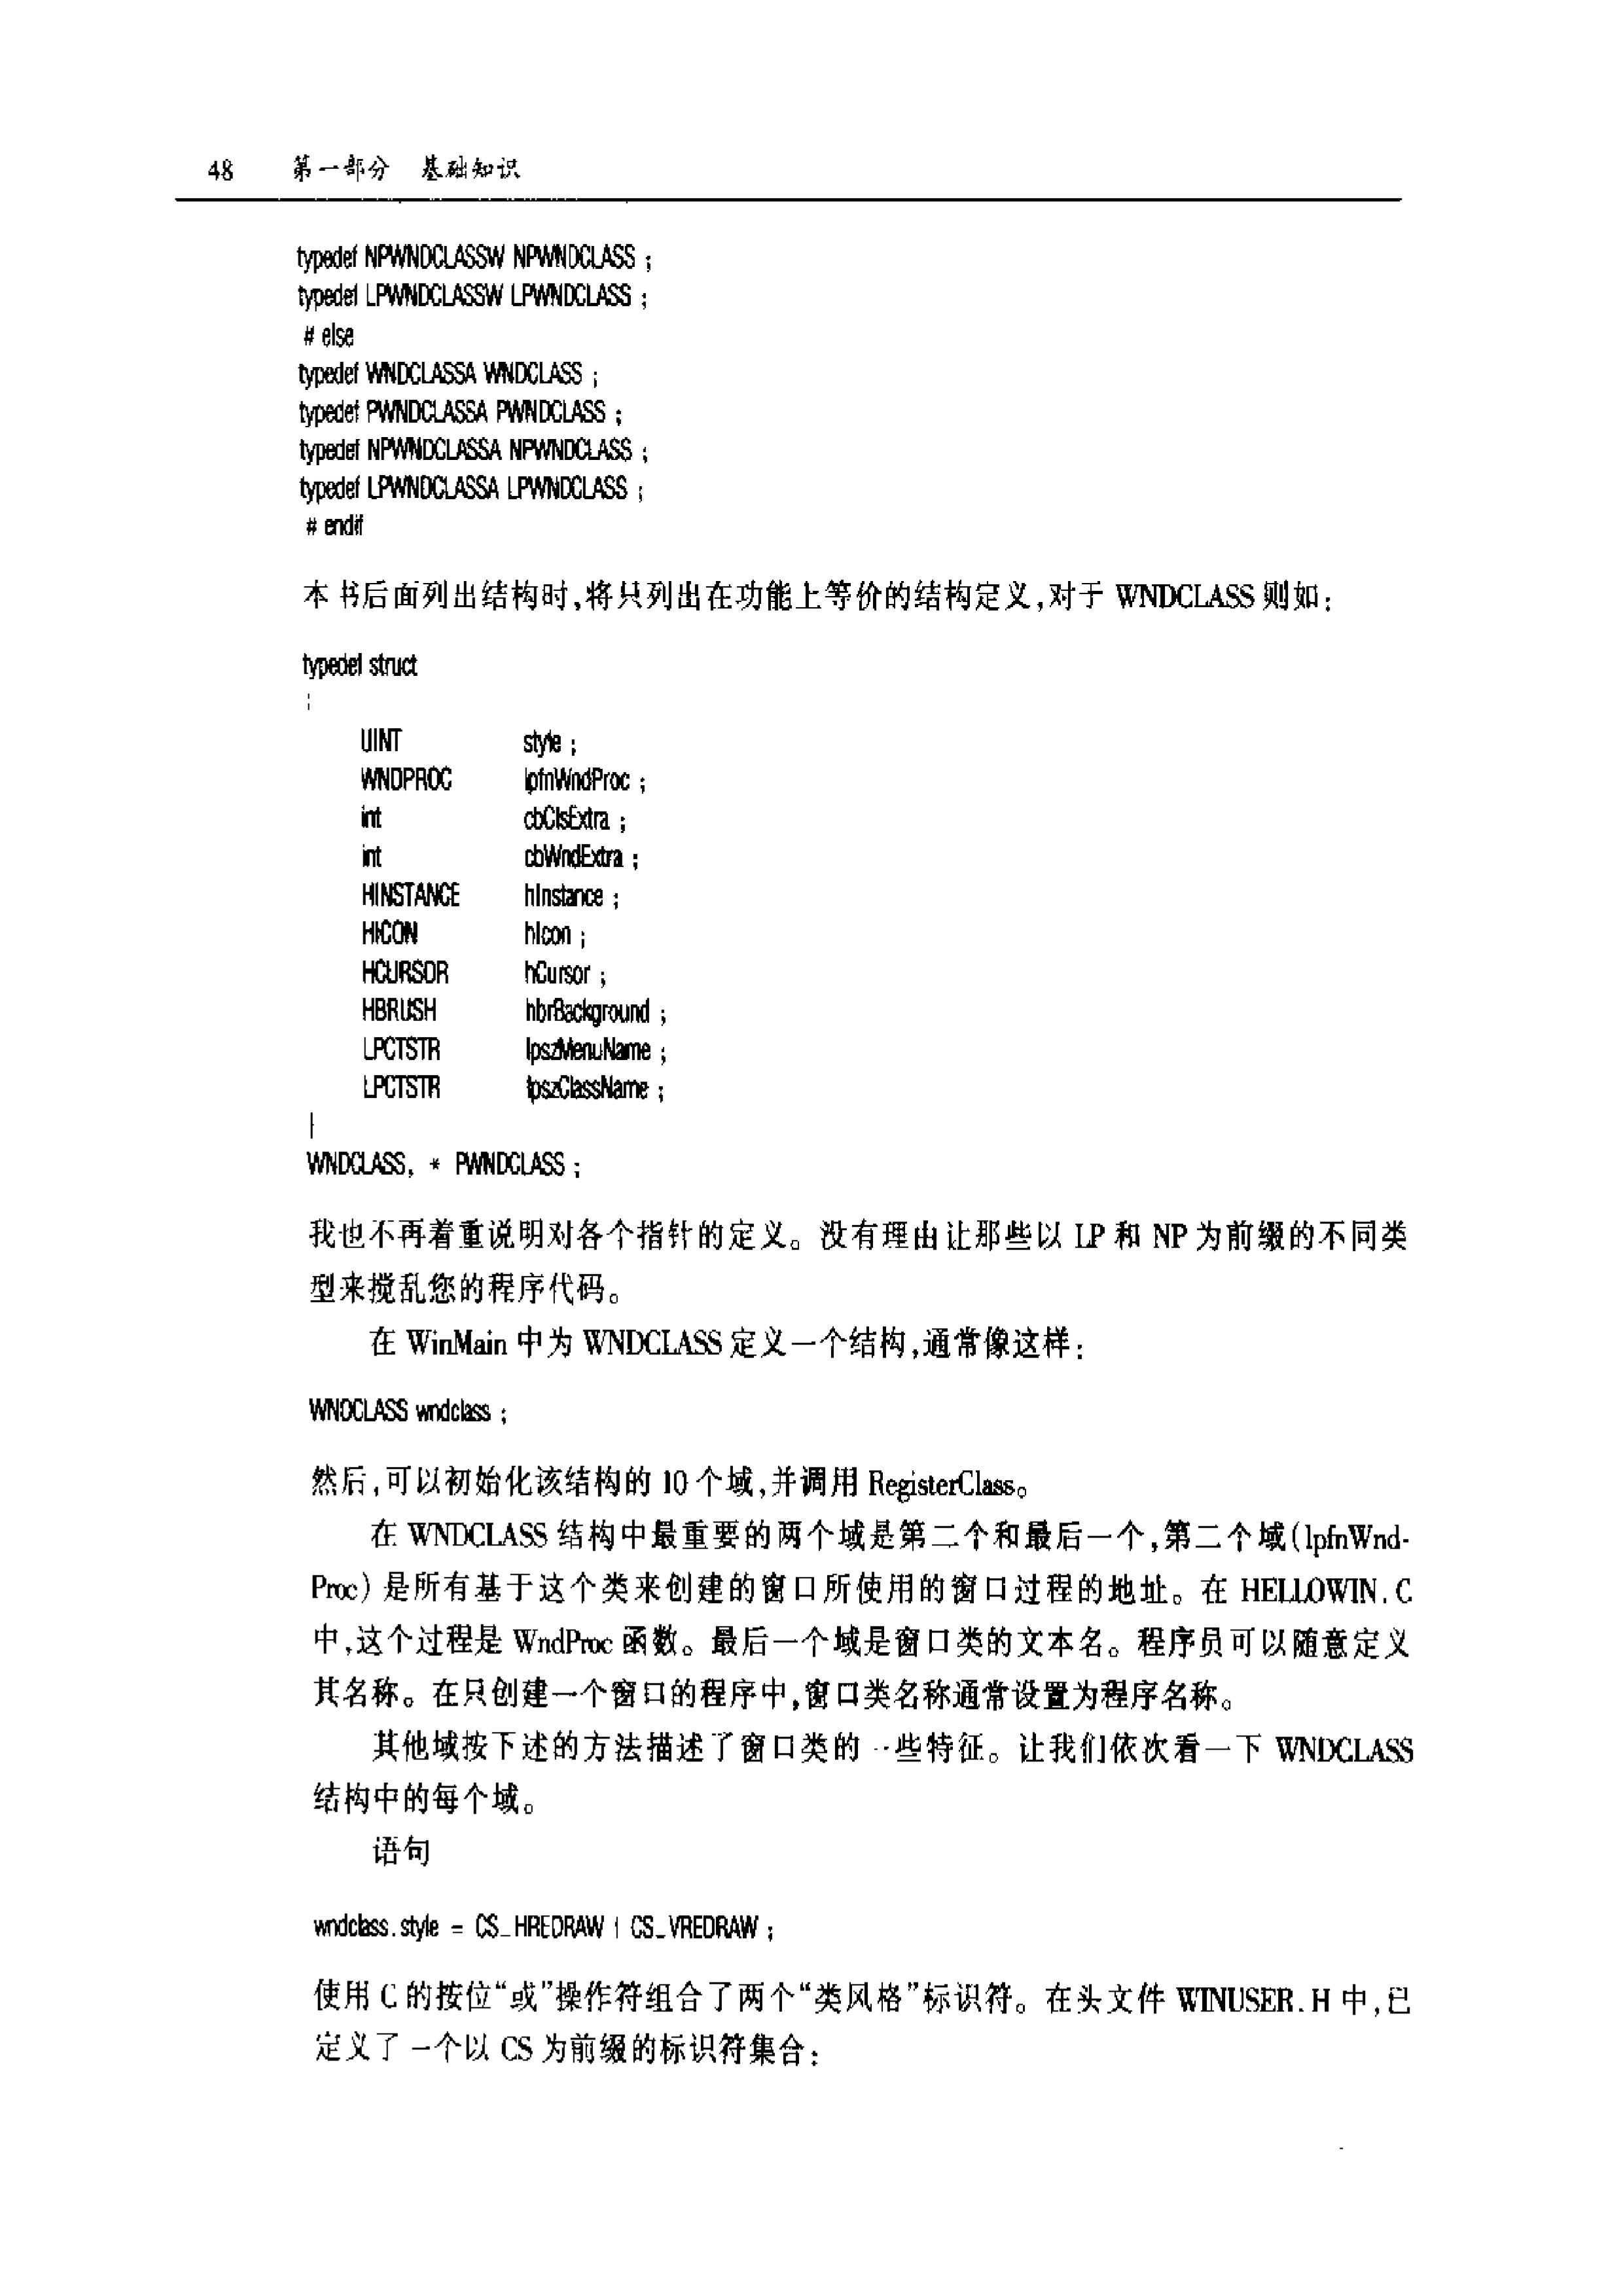 48 第一部分 基础知识
typedef NPWNDCLASSW NPWNDCLASS ;
typedef LPWNDCLASSW LPWNDCLASS ;
# else
typedef WNDCLASSA WNDCLASS ;
typedef PWNDCLASSA PWNDCLASS ;
typedef NPWNDCLASSA NPWNDCLASS ;
typedef LPWNDCLASSA LPWNDCLASS ;
# endif
本书后面列出结构时,将只列出在功能上等价的结构定义,对于 WNDCLASS 则如:
typedef struct
{
UINT style ;
WNDPROC lpfnWndProc ;
int cbClsExtra ;
int cbWndExtra ;
HINSTANCE hInstance ;
HICON hIcon ;
HCURSOR hCursor ;
HBRUSH hbrBackground ;
LPCTSTR lpszMenuName ;
LPCTSTR lpszClassName ;
}
WNDCLASS, * PWNDCLASS ;
我也不再着重说明对各个指针的定义。没有理由让那些以 LP 和 NP 为前缀的不同类
型来搅乱您的程序代码。
在 WinMain 中为 WNDCLASS 定义一个结构,通常像这样:
WNDCLASS wndclass ;
然后,可以初始化该结构的 10 个域,并调用 RegisterClass。
在 WNDCLASS 结构中最重要的两个域是第二个和最后一个,第二个域(lpfnWnd-
Proc) 是所有基于这个类来创建的窗口所使用的窗口过程的地址。在 HELLOWIN.C
中,这个过程是 WndProc 函数。最后一个域是窗口类的文本名。程序员可以随意定义
其名称。在只创建一个窗口的程序中,窗口类名称通常设置为程序名称。
其他域按下述的方法描述了窗口类的一些特征。让我们依次看一下 WNDCLASS
结构中的每个域。
语句
wndclass.style = CS_HREDRAW | CS_VREDRAW ;
使用 C 的按位“或”操作符组合了两个“类风格”标识符。在头文件 WINUSER.H 中,已
定义了一个以 CS 为前缀的标识符集合: